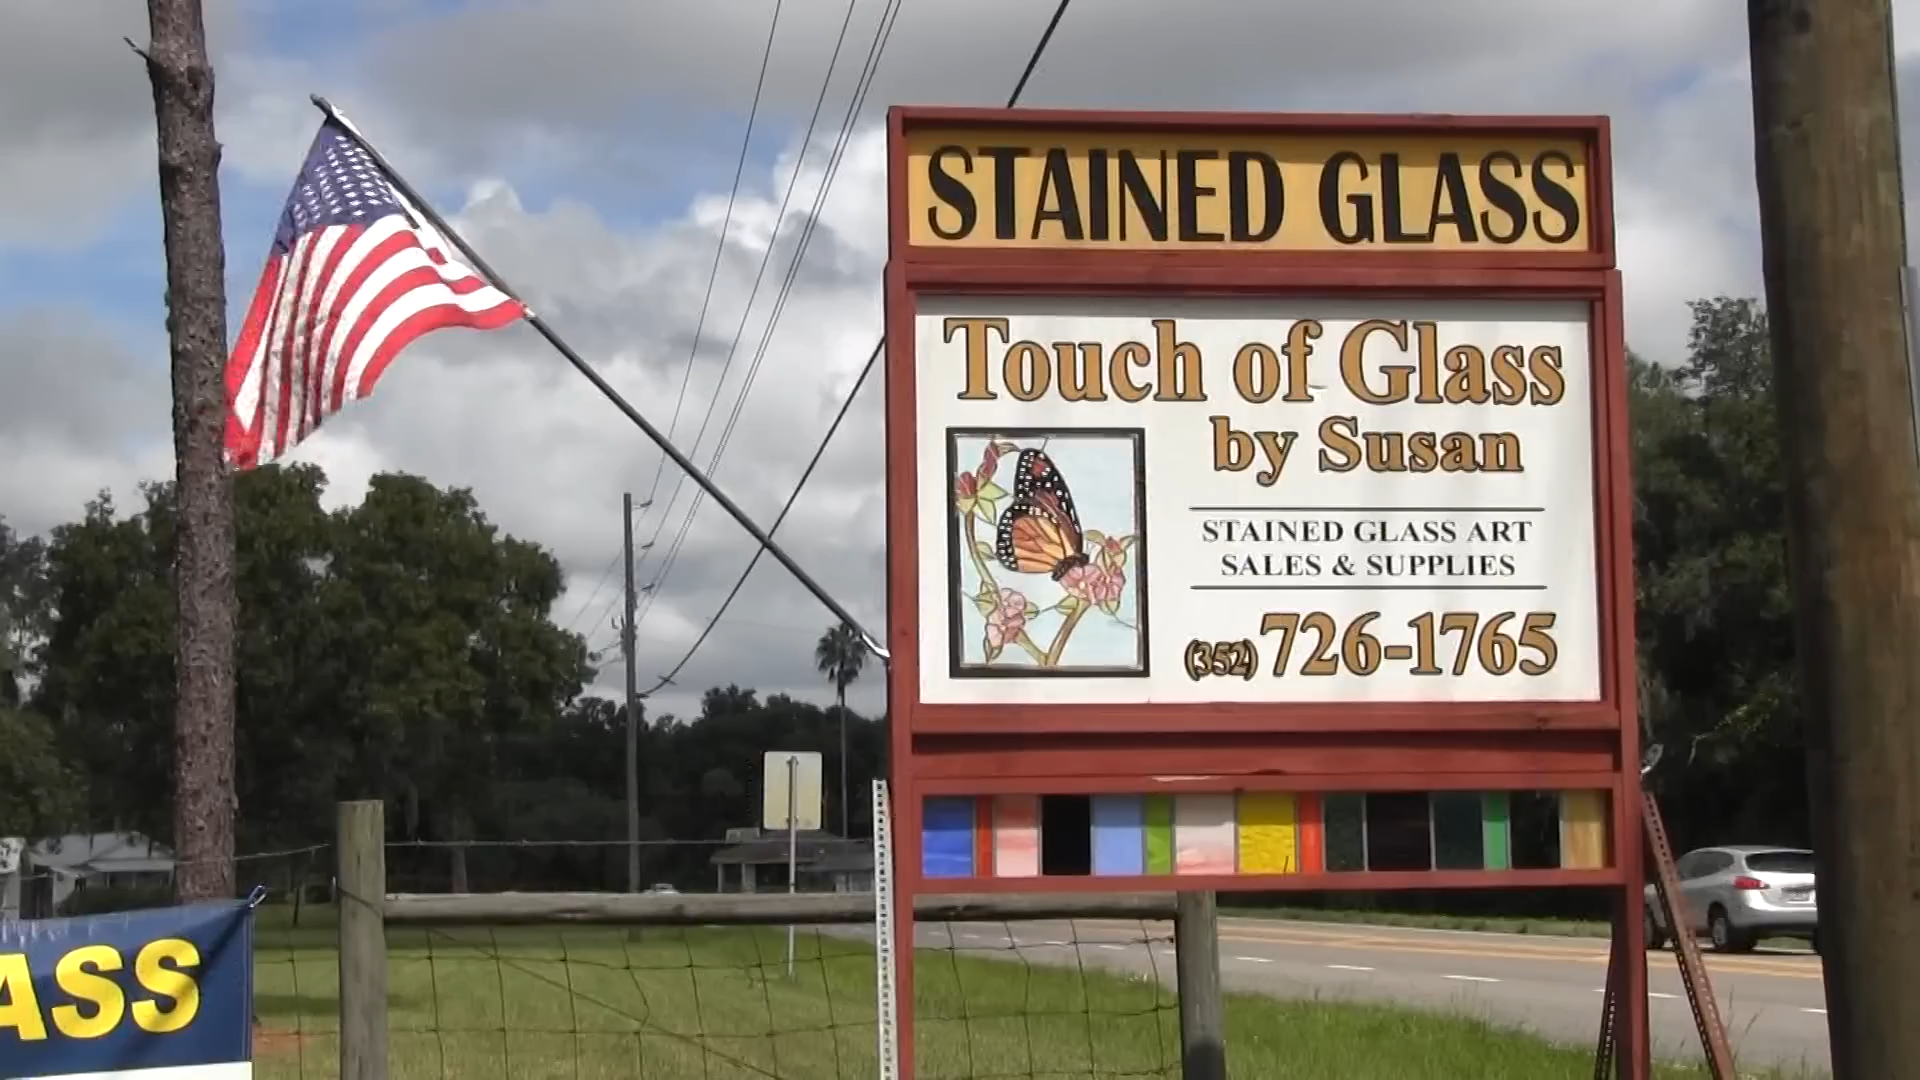 STAINED GLASS
Touch of Glass
by Susan
STAINED GLASS ART
SALES & SUPPLIES
(352) 726-1765
ASS